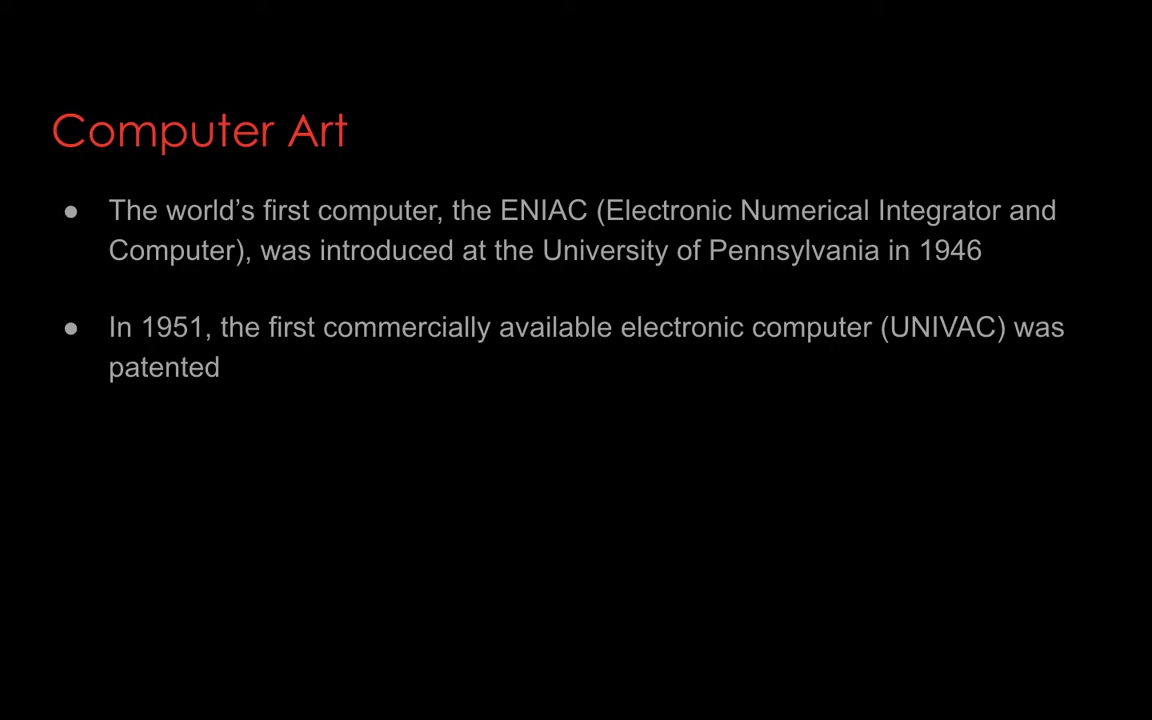 Computer Art
● The world’s first computer, the ENIAC (Electronic Numerical Integrator and
Computer), was introduced at the University of Pennsylvania in 1946
● In 1951, the first commercially available electronic computer (UNIVAC) was
patented